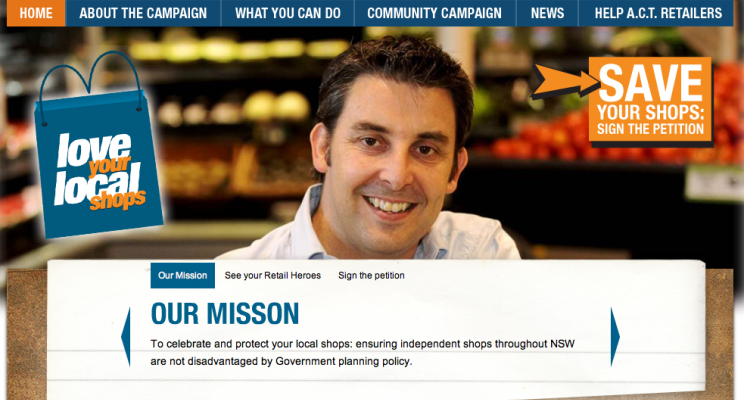 HOME ABOUT THE CAMPAIGN WHAT YOU CAN DO COMMUNITY CAMPAIGN NEWS HELP A.C.T. RETAILERS
love
your
local
shops
SAVE
YOUR SHOPS:
SIGN THE PETITION
Our Mission See your Retail Heroes Sign the petition
OUR MISSON
To celebrate and protect your local shops: ensuring independent shops throughout NSW
are not disadvantaged by Government planning policy.